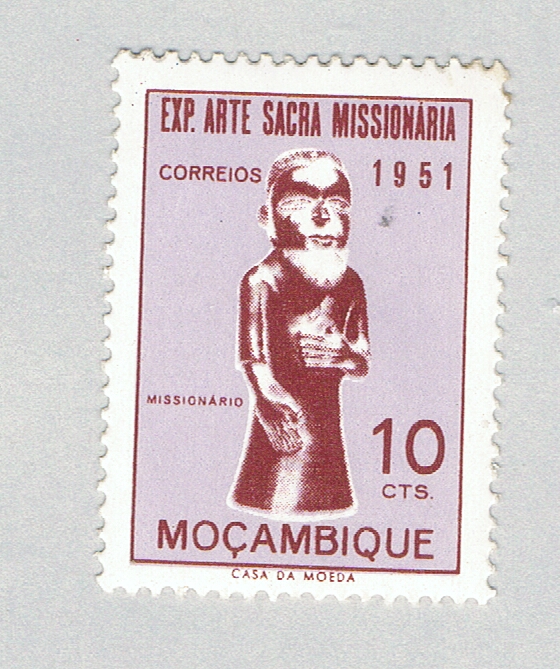 EXP. ARTE SACRA MISSIONÁRIA
CORREIOS 1951
MISSIONÁRIO
10
CTS.
MOÇAMBIQUE
CASA DA MOEDA